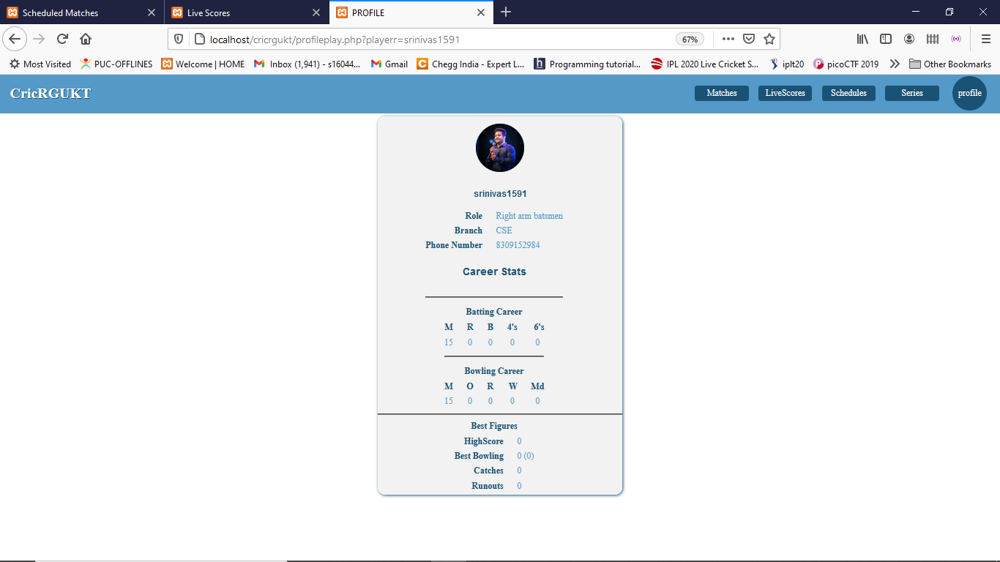 Scheduled Matches
Live Scores
PROFILE
localhost/cricrgukt/profileplay.php?playerr=srinivas1591
67%
Most Visited
PUC-OFFLINES
Welcome | HOME
Inbox (1,941) - s16044...
Gmail
Chegg India - Expert L...
Programming tutorial...
IPL 2020 Live Cricket S...
iplt20
picoCTF 2019
Other Bookmarks
CricRGUKT
Matches
LiveScores
Schedules
Series
profile
srinivas1591
Role Right arm batsmen
Branch CSE
Phone Number 8309152984
Career Stats
Batting Career
M R B 4's 6's
15 0 0 0 0
Bowling Career
M O R W Md
15 0 0 0 0
Best Figures
HighScore 0
Best Bowling 0 (0)
Catches 0
Runouts 0